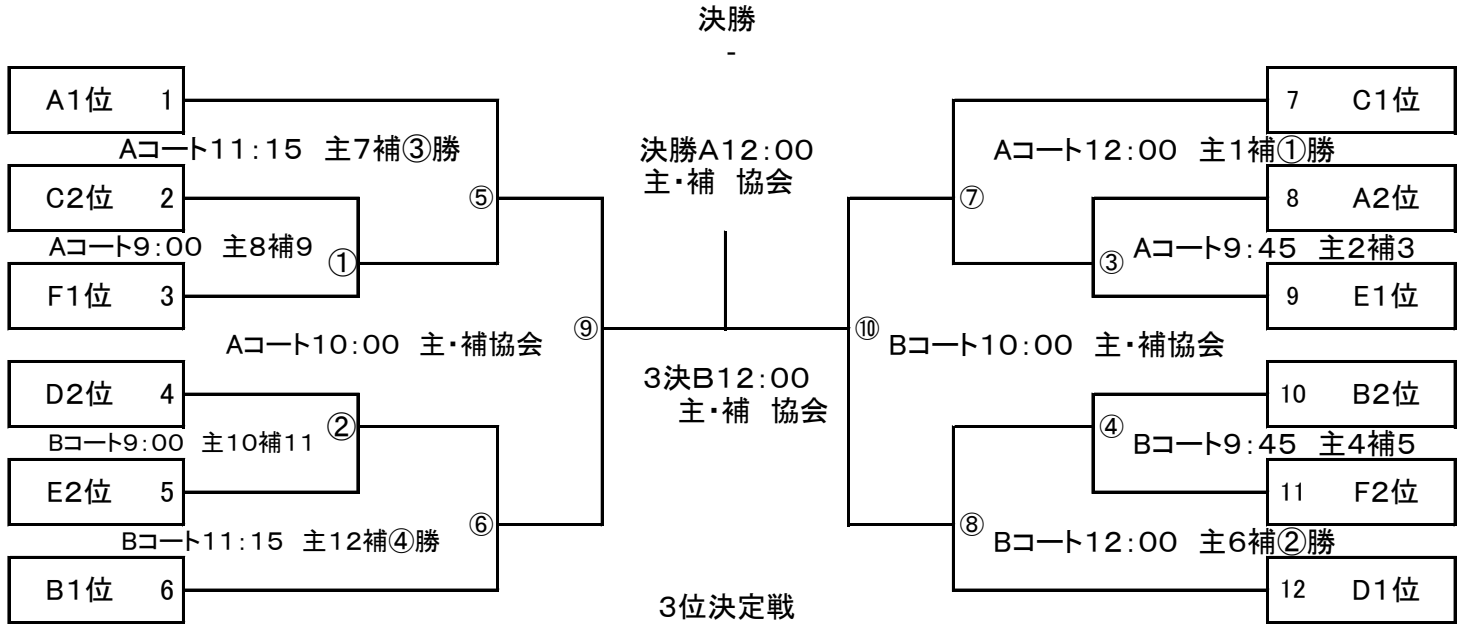 決勝
-
A1位 1
Aコート11:15 主7補③勝
C2位 2
⑤
Aコート9:00 主8補9
①
F1位 3
Aコート10:00 主・補協会
⑨
D2位 4
②
Bコート9:00 主10補11
E2位 5
⑥
Bコート11:15 主12補④勝
B1位 6
決勝A12:00
主・補 協会
3決B12:00
主・補 協会
3位決定戦
7 C1位
Aコート12:00 主1補①勝
⑦
8 A2位
③
Aコート9:45 主2補3
9 E1位
⑩
Bコート10:00 主・補協会
10 B2位
④
Bコート9:45 主4補5
11 F2位
⑧
Bコート12:00 主6補②勝
12 D1位